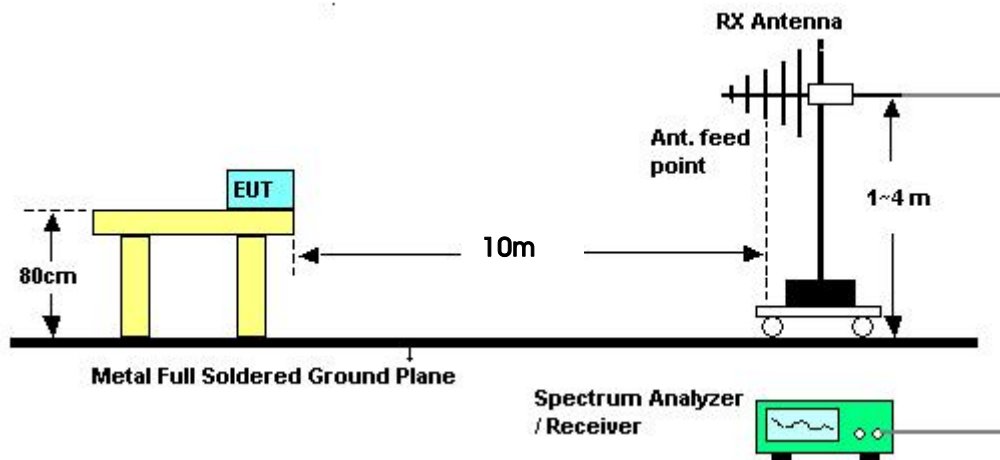 RX Antenna
Ant. feed
point
EUT
1~4 m
10m
80cm
Metal Full Soldered Ground Plane
Spectrum Analyzer
/ Receiver